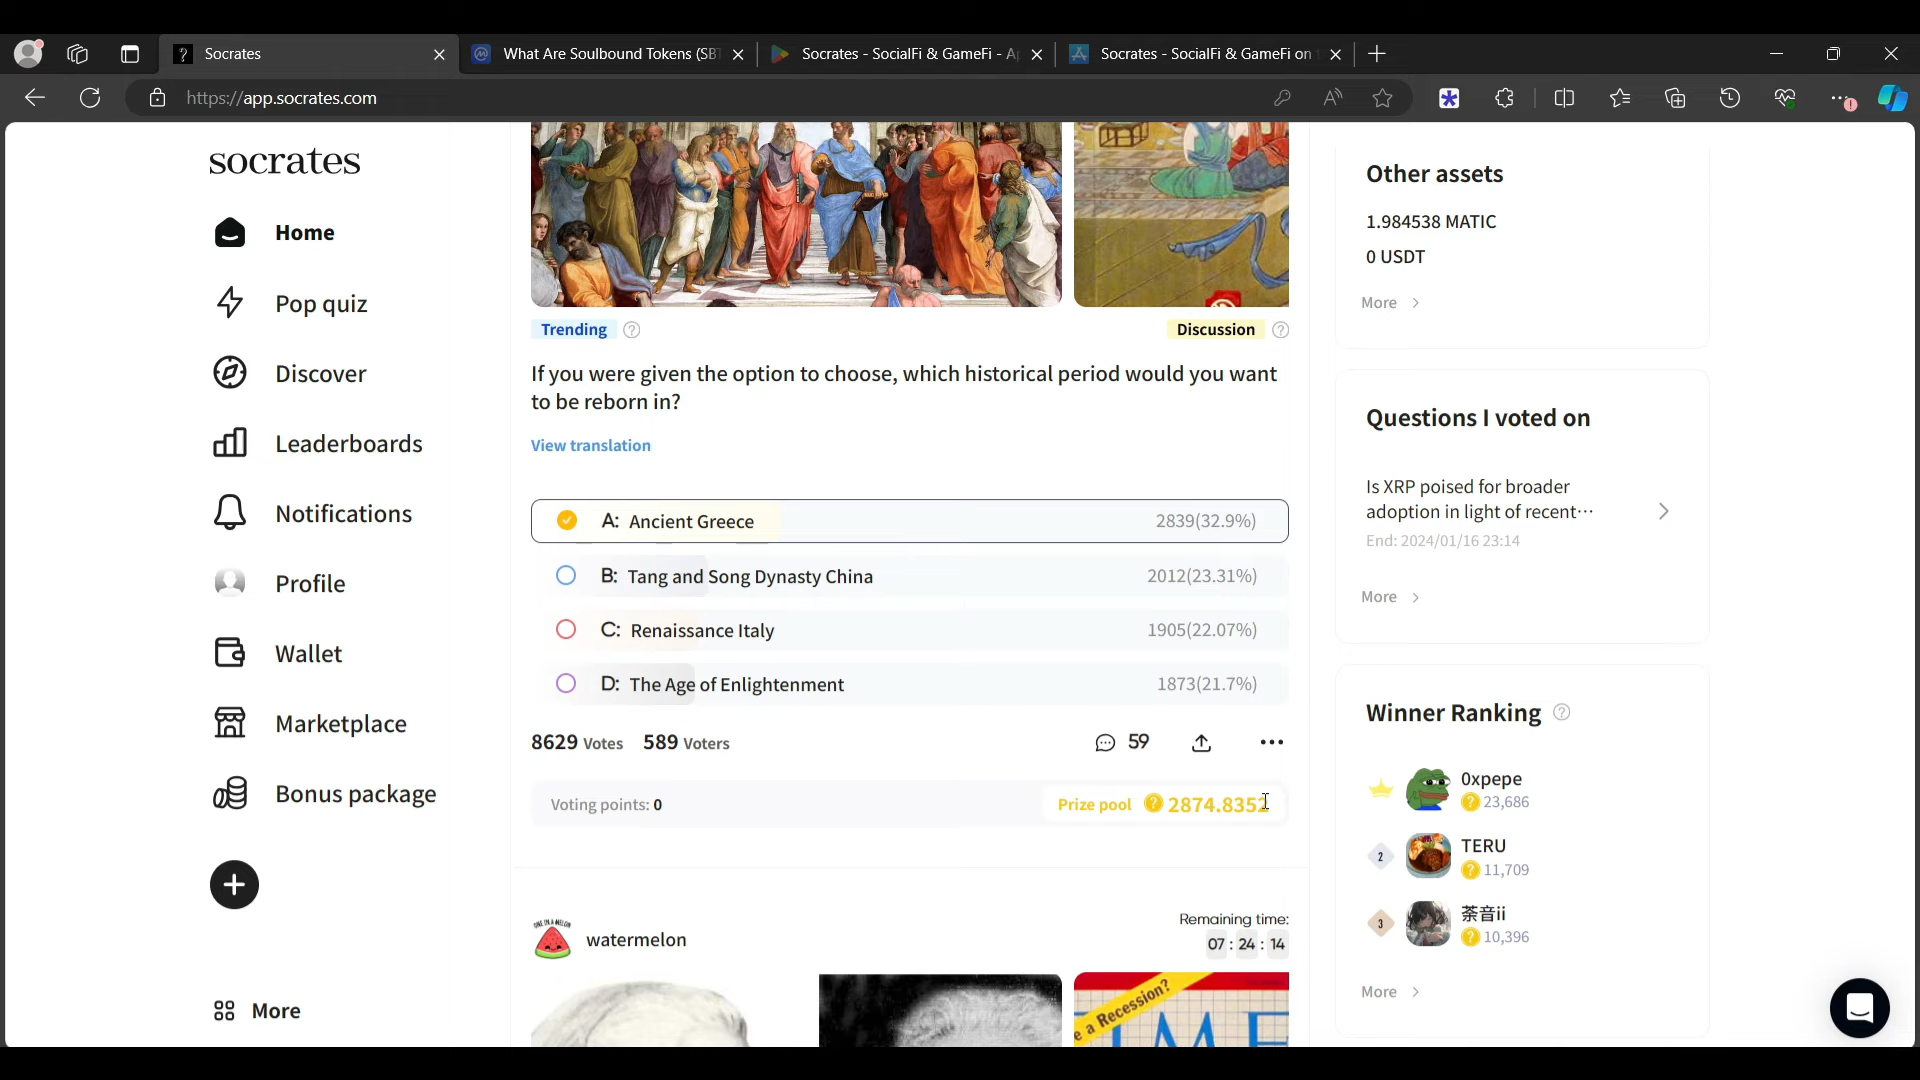 Socrates
What Are Soulbound Tokens (SBT
Socrates - SocialFi & GameFi - A
Socrates - SocialFi & GameFi on
https://app.socrates.com
socrates
Home
Pop quiz
Discover
Leaderboards
Notifications
Profile
Wallet
Marketplace
Bonus package
More
Trending
Discussion
If you were given the option to choose, which historical period would you want
to be reborn in?
View translation
A: Ancient Greece 2839(32.9%)
B: Tang and Song Dynasty China 2012(23.31%)
C: Renaissance Italy 1905(22.07%)
D: The Age of Enlightenment 1873(21.7%)
8629 Votes 589 Voters 59
Voting points: 0 Prize pool 2874.8352
ONE IN A MELON
watermelon
Remaining time:
07 : 24 : 14
e a Recession?
Other assets
1.984538 MATIC
0 USDT
More
Questions I voted on
Is XRP poised for broader
adoption in light of recent···
End: 2024/01/16 23:14
More
Winner Ranking
0xpepe
23,686
2
TERU
11,709
3
茶音ii
10,396
More